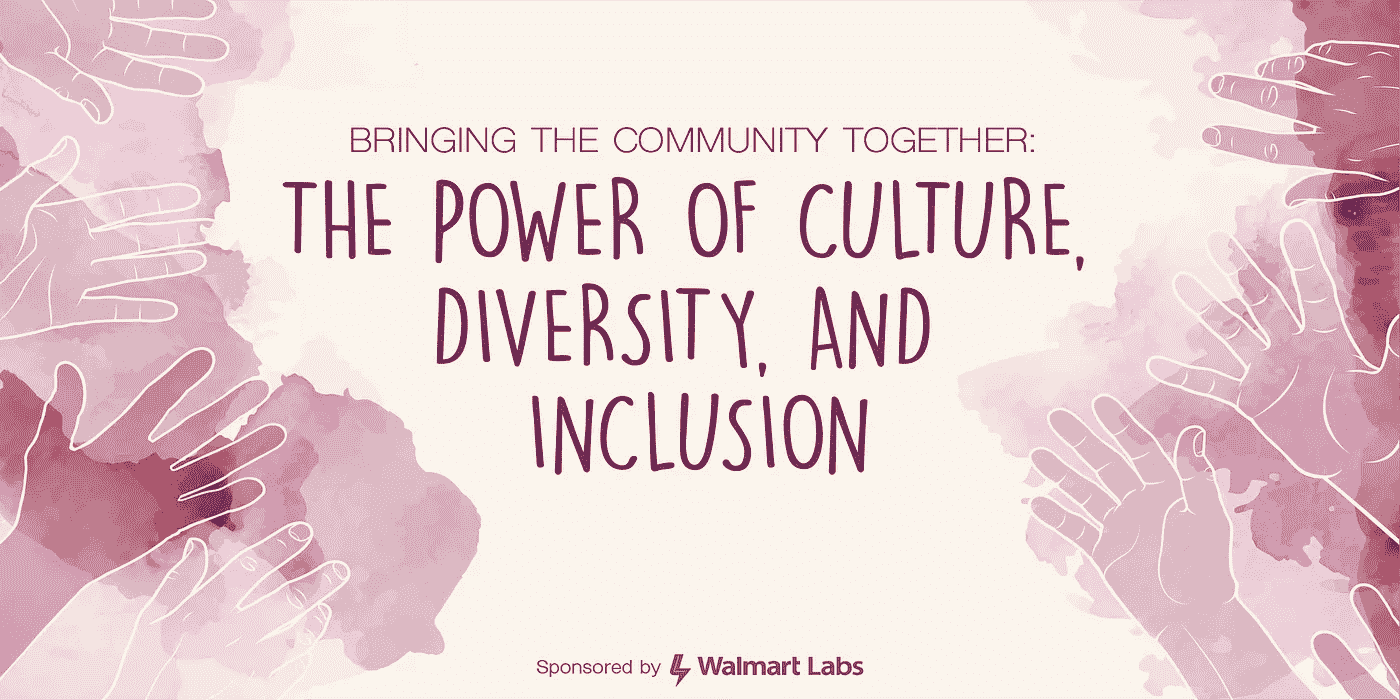 BRINGING THE COMMUNITY TOGETHER:
THE POWER OF CULTURE,
DIVERSITY, AND
INCLUSION
Sponsored by Walmart Labs